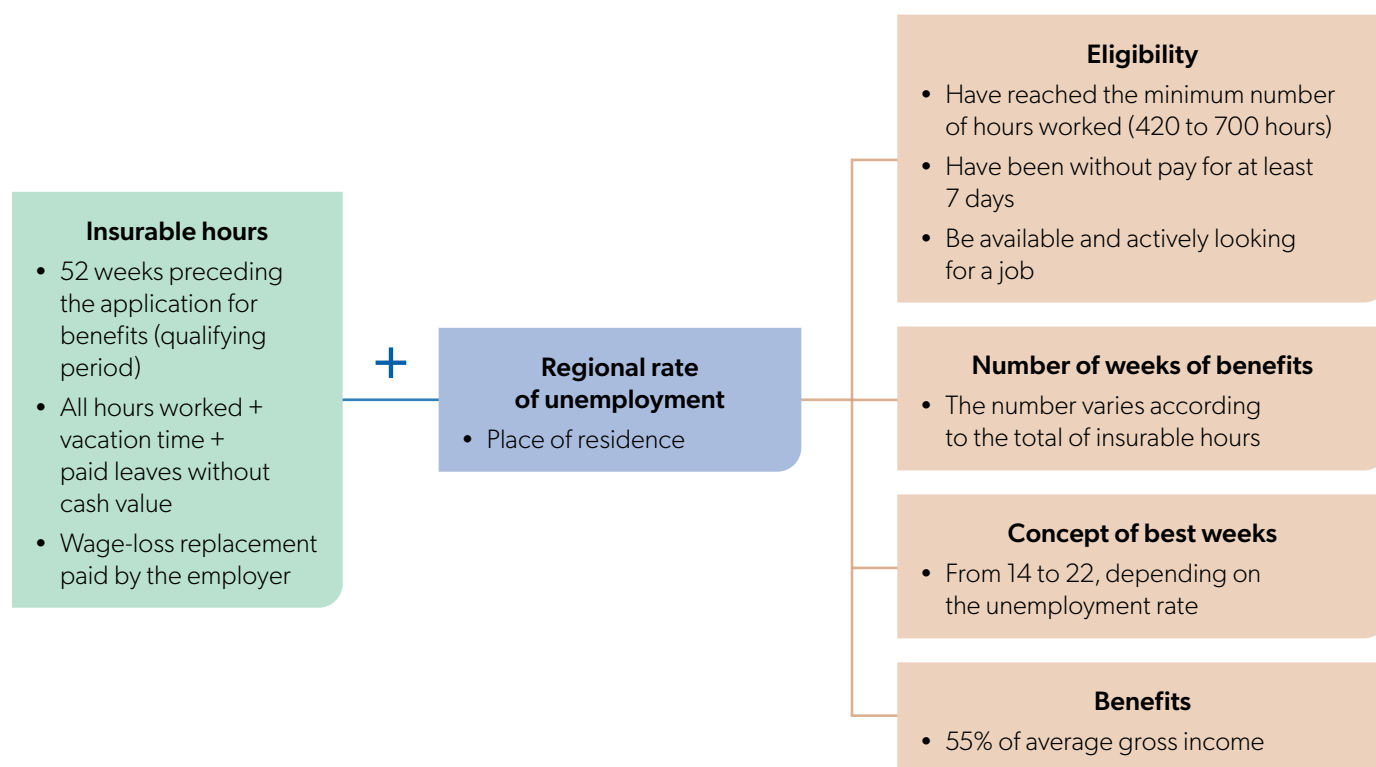 Insurable hours
• 52 weeks preceding
the application for
benefits (qualifying
period)
• All hours worked +
vacation time +
paid leaves without
cash value
• Wage-loss replacement
paid by the employer
+
Regional rate
of unemployment
• Place of residence
Eligibility
• Have reached the minimum number
of hours worked (420 to 700 hours)
• Have been without pay for at least
7 days
• Be available and actively looking
for a job
Number of weeks of benefits
• The number varies according
to the total of insurable hours
Concept of best weeks
• From 14 to 22, depending on
the unemployment rate
Benefits
• 55% of average gross income